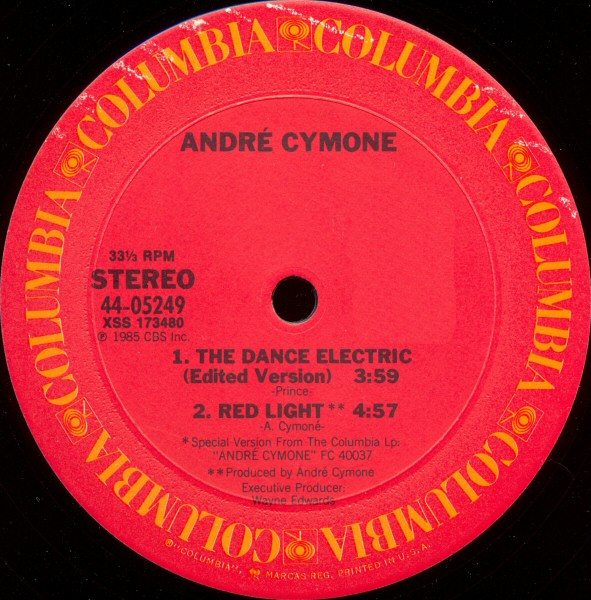 COLUMBIA COLUMBIA COLUMBIA COLUMBIA COLUMBIA COLUMBIA COLUMBIA COLUMBIA
ANDRÉ CYMONE
33⅓ RPM
STEREO
44-05249
XSS 173480
℗ 1985 CBS Inc.
1. THE DANCE ELECTRIC
(Edited Version) 3:59
-Prince-
2. RED LIGHT ** 4:57
-A. Cymone-
*Special Version From The Columbia Lp:
"ANDRÉ CYMONE" FC 40037
**Produced by André Cymone
Executive Producer:
Wayne Edwards
®"COLUMBIA", MARCAS REG. PRINTED IN U.S.A.